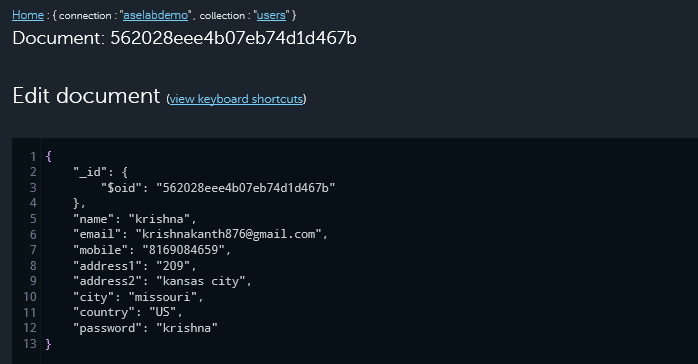 Home : { connection : "aselabdemo", collection : "users" }
Document: 562028eee4b07eb74d1d467b
Edit document (view keyboard shortcuts)
1 {
2 "_id": {
3 "$oid": "562028eee4b07eb74d1d467b"
4 },
5 "name": "krishna",
6 "email": "krishnakanth876@gmail.com",
7 "mobile": "8169084659",
8 "address1": "209",
9 "address2": "kansas city",
10 "city": "missouri",
11 "country": "US",
12 "password": "krishna"
13 }